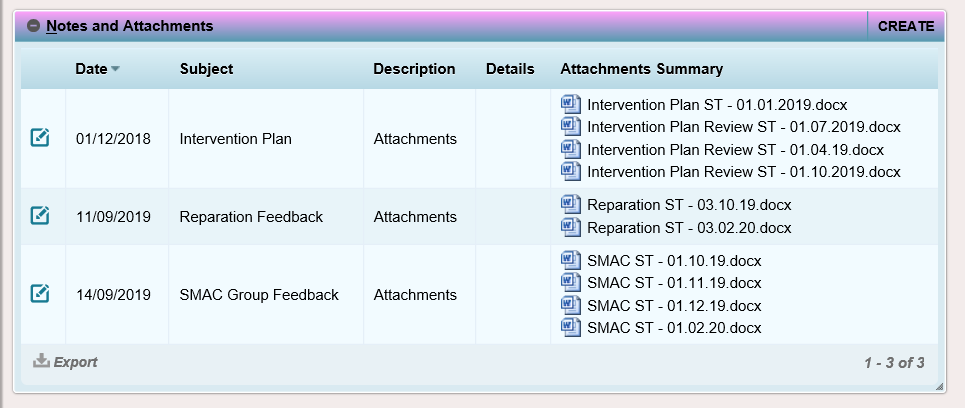 Notes and Attachments CREATE
Date Subject Description Details Attachments Summary
01/12/2018 Intervention Plan Attachments
Intervention Plan ST - 01.01.2019.docx
Intervention Plan Review ST - 01.07.2019.docx
Intervention Plan Review ST - 01.04.19.docx
Intervention Plan Review ST - 01.10.2019.docx
11/09/2019 Reparation Feedback Attachments
Reparation ST - 03.10.19.docx
Reparation ST - 03.02.20.docx
14/09/2019 SMAC Group Feedback Attachments
SMAC ST - 01.10.19.docx
SMAC ST - 01.11.19.docx
SMAC ST - 01.12.19.docx
SMAC ST - 01.02.20.docx
Export 1 - 3 of 3